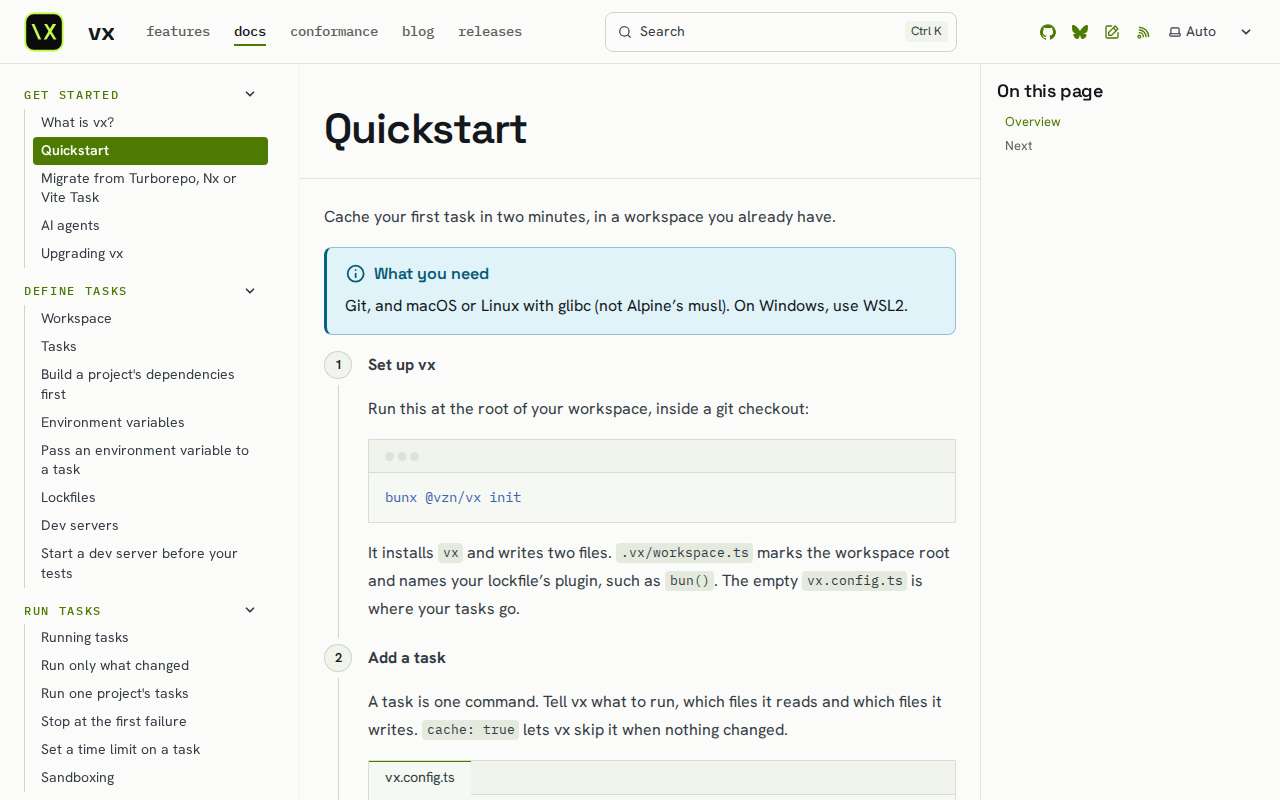 \X
vx
features
docs
conformance
blog
releases
Search
Ctrl K
Auto
GET STARTED
What is vx?
Quickstart
Migrate from Turborepo, Nx or
Vite Task
AI agents
Upgrading vx
DEFINE TASKS
Workspace
Tasks
Build a project's dependencies
first
Environment variables
Pass an environment variable to
a task
Lockfiles
Dev servers
Start a dev server before your
tests
RUN TASKS
Running tasks
Run only what changed
Run one project's tasks
Stop at the first failure
Set a time limit on a task
Sandboxing
Quickstart
Cache your first task in two minutes, in a workspace you already have.
What you need
Git, and macOS or Linux with glibc (not Alpine’s musl). On Windows, use WSL2.
1 Set up vx
Run this at the root of your workspace, inside a git checkout:
bunx @vzn/vx init
It installs vx and writes two files. .vx/workspace.ts marks the workspace root
and names your lockfile’s plugin, such as bun(). The empty vx.config.ts is
where your tasks go.
2 Add a task
A task is one command. Tell vx what to run, which files it reads and which files it
writes. cache: true lets vx skip it when nothing changed.
vx.config.ts
On this page
Overview
Next